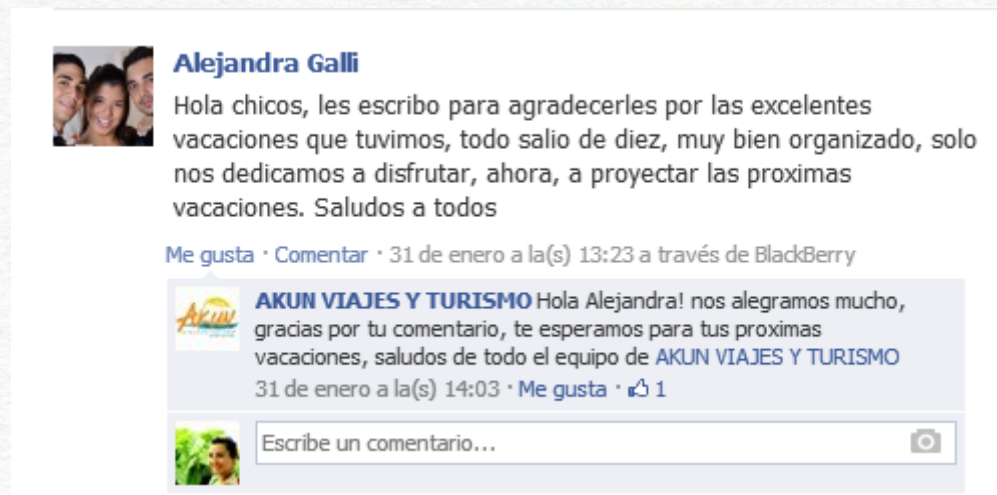 Alejandra Galli
Hola chicos, les escribo para agradecerles por las excelentes
vacaciones que tuvimos, todo salio de diez, muy bien organizado, solo
nos dedicamos a disfrutar, ahora, a proyectar las proximas
vacaciones. Saludos a todos
Me gusta · Comentar · 31 de enero a la(s) 13:23 a través de BlackBerry
AKUN
AKUN VIAJES Y TURISMO Hola Alejandra! nos alegramos mucho,
gracias por tu comentario, te esperamos para tus proximas
vacaciones, saludos de todo el equipo de AKUN VIAJES Y TURISMO
31 de enero a la(s) 14:03 · Me gusta · 1
Escribe un comentario...